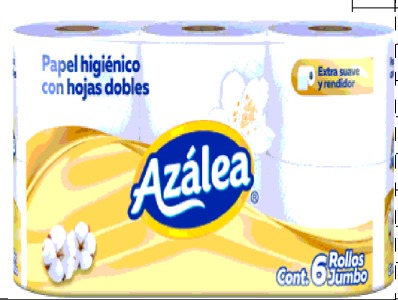 Papel higiénico
con hojas dobles
Extra suave
y rendidor
Azálea®
Cont. 6 Rollos
Jumbo